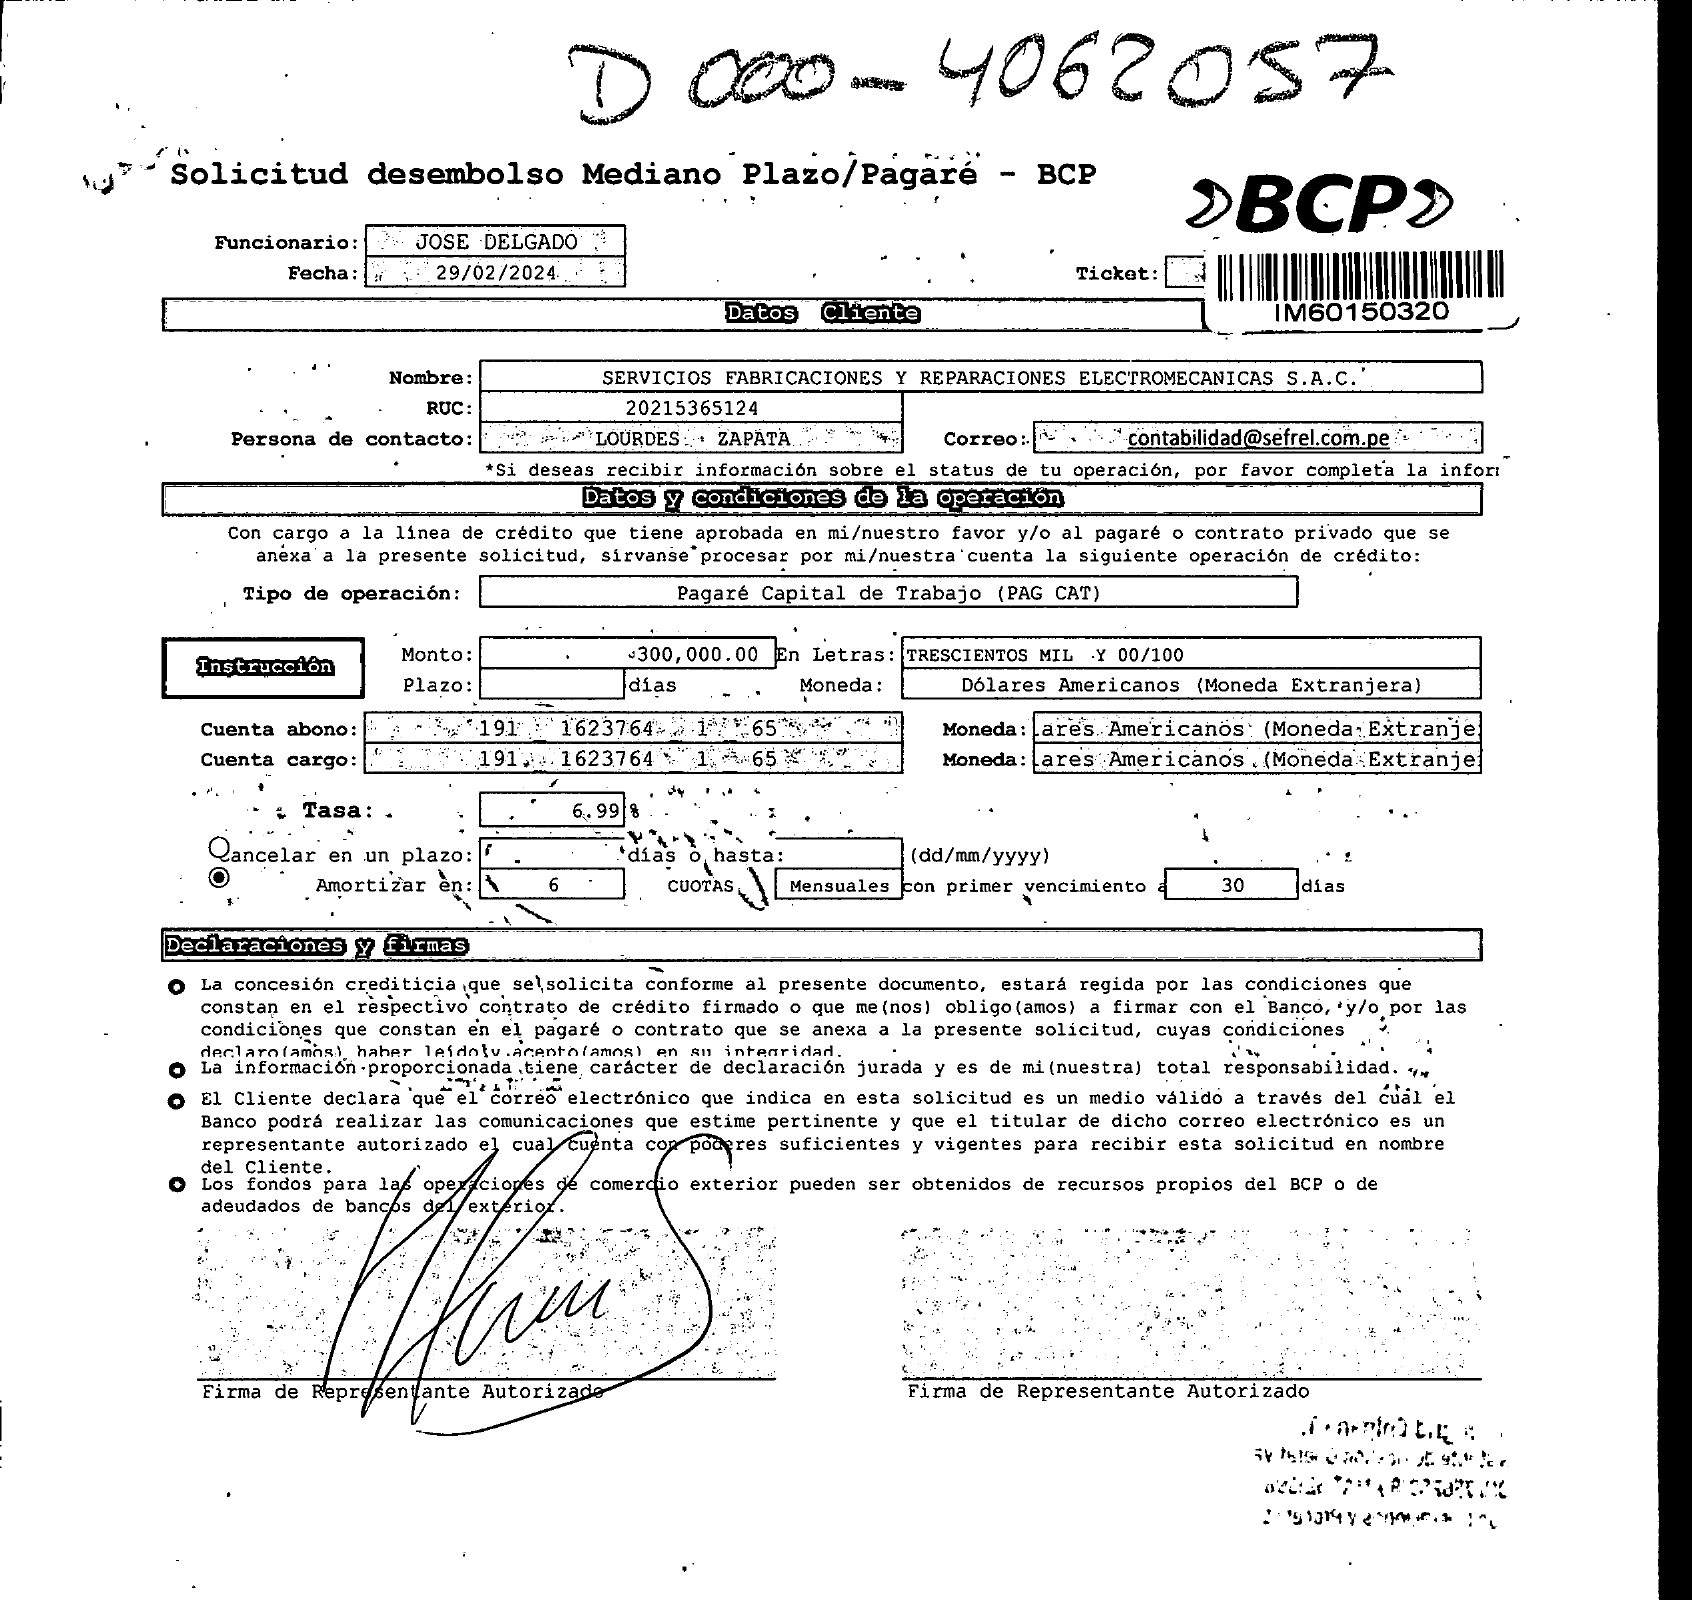 D 000-4062057
Solicitud desembolso Mediano Plazo/Pagaré - BCP
BCP
Funcionario: JOSE DELGADO
Fecha: 29/02/2024
Ticket:
IM60150320
Datos Cliente
Nombre: SERVICIOS FABRICACIONES Y REPARACIONES ELECTROMECANICAS S.A.C.
RUC: 20215365124
Persona de contacto: LOURDES ZAPATA Correo: contabilidad@sefrel.com.pe
*Si deseas recibir información sobre el status de tu operación, por favor completa la infor
Datos y condiciones de la operación
Con cargo a la línea de crédito que tiene aprobada en mi/nuestro favor y/o al pagaré o contrato privado que se
anexa a la presente solicitud, sírvanse procesar por mi/nuestra cuenta la siguiente operación de crédito:
Tipo de operación: Pagaré Capital de Trabajo (PAG CAT)
Instrucción
Monto: 300,000.00 En Letras: TRESCIENTOS MIL Y 00/100
Plazo: días Moneda: Dólares Americanos (Moneda Extranjera)
Cuenta abono: 191 1623764 1 65 Moneda: ares Americanos (Moneda Extranje
Cuenta cargo: 191 1623764 1 65 Moneda: ares Americanos (Moneda Extranje
Tasa: 6.99 %
Cancelar en un plazo: días o hasta: (dd/mm/yyyy)
Amortizar en: 6 CUOTAS Mensuales con primer vencimiento a 30 días
Declaraciones y firmas
La concesión crediticia que se solicita conforme al presente documento, estará regida por las condiciones que
constan en el respectivo contrato de crédito firmado o que me(nos) obligo(amos) a firmar con el Banco, y/o por las
condiciones que constan en el pagaré o contrato que se anexa a la presente solicitud, cuyas condiciones
declaro(amos) haber leído y acepto(amos) en su integridad.
La información proporcionada tiene carácter de declaración jurada y es de mi(nuestra) total responsabilidad.
El Cliente declara que el correo electrónico que indica en esta solicitud es un medio válido a través del cual el
Banco podrá realizar las comunicaciones que estime pertinente y que el titular de dicho correo electrónico es un
representante autorizado el cual cuenta con poderes suficientes y vigentes para recibir esta solicitud en nombre
del Cliente.
Los fondos para las operaciones de comercio exterior pueden ser obtenidos de recursos propios del BCP o de
adeudados de bancos del exterior.
Firma de Representante Autorizado
Firma de Representante Autorizado